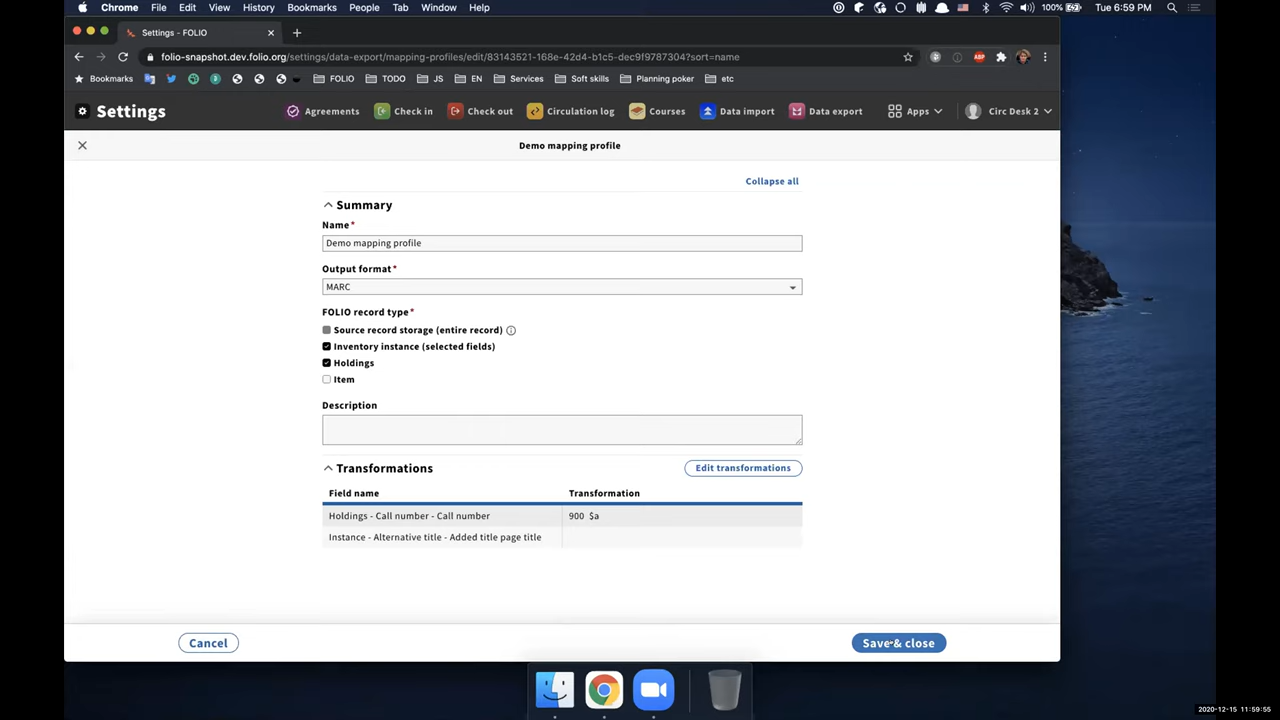 Chrome File Edit View History Bookmarks People Tab Window Help 100% Tue 6:59 PM
Settings - FOLIO
folio-snapshot.dev.folio.org/settings/data-export/mapping-profiles/edit/83143521-168e-42d4-b1c5-dec9f9787304?sort=name
Bookmarks FOLIO TODO JS EN Services Soft skills Planning poker etc
Settings Agreements Check in Check out Circulation log Courses Data import Data export Apps Circ Desk 2
Demo mapping profile
Collapse all
Summary
Name*
Demo mapping profile
Output format*
MARC
FOLIO record type*
Source record storage (entire record)
Inventory instance (selected fields)
Holdings
Item
Description
Transformations Edit transformations
Field name Transformation
Holdings - Call number - Call number 900 $a
Instance - Alternative title - Added title page title
Cancel Save & close
2020-12-15 11:59:55